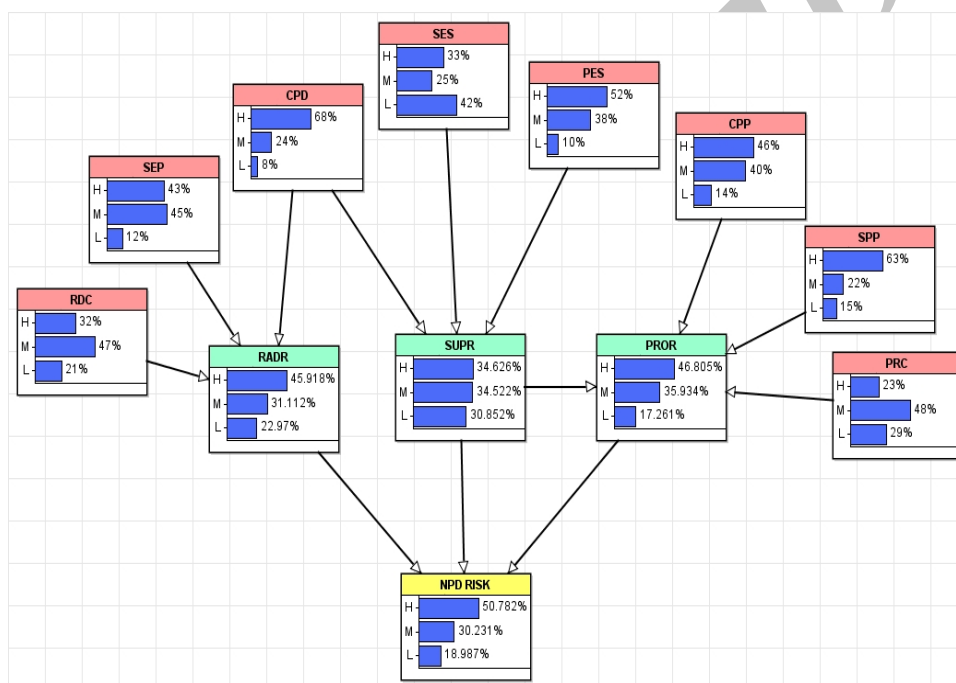 SES
H 33%
M 25%
L 42%
PES
H 52%
M 38%
L 10%
CPD
H 68%
M 24%
L 8%
CPP
H 46%
M 40%
L 14%
SEP
H 43%
M 45%
L 12%
SPP
H 63%
M 22%
L 15%
RDC
H 32%
M 47%
L 21%
RADR
H 45.918%
M 31.112%
L 22.97%
SUPR
H 34.626%
M 34.522%
L 30.852%
PROR
H 46.805%
M 35.934%
L 17.261%
PRC
H 23%
M 48%
L 29%
NPD RISK
H 50.782%
M 30.231%
L 18.987%